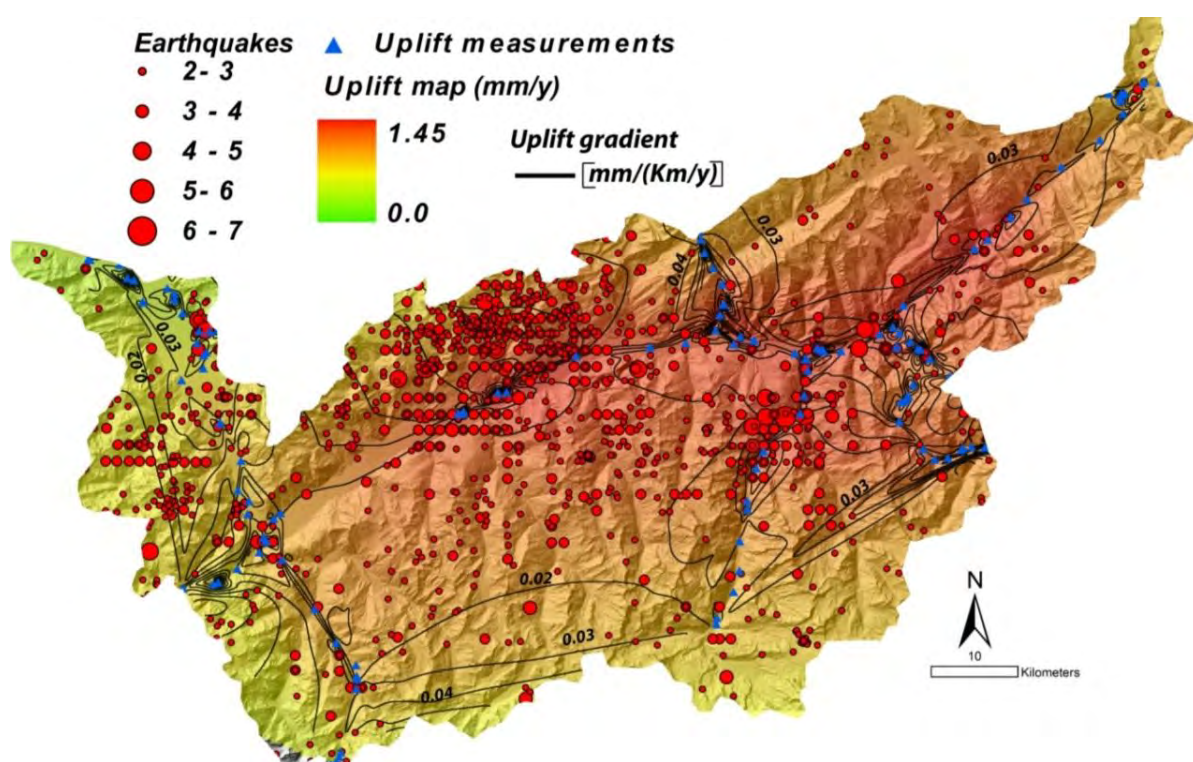 Earthquakes
2 - 3
3 - 4
4 - 5
5 - 6
6 - 7
Uplift measurements
Uplift map (mm/y)
1.45
0.0
Uplift gradient
[mm/(Km/y)]
0.03
0.03
0.04
0.03
0.02
0.03
0.02
0.03
0.04
N
10
Kilometers